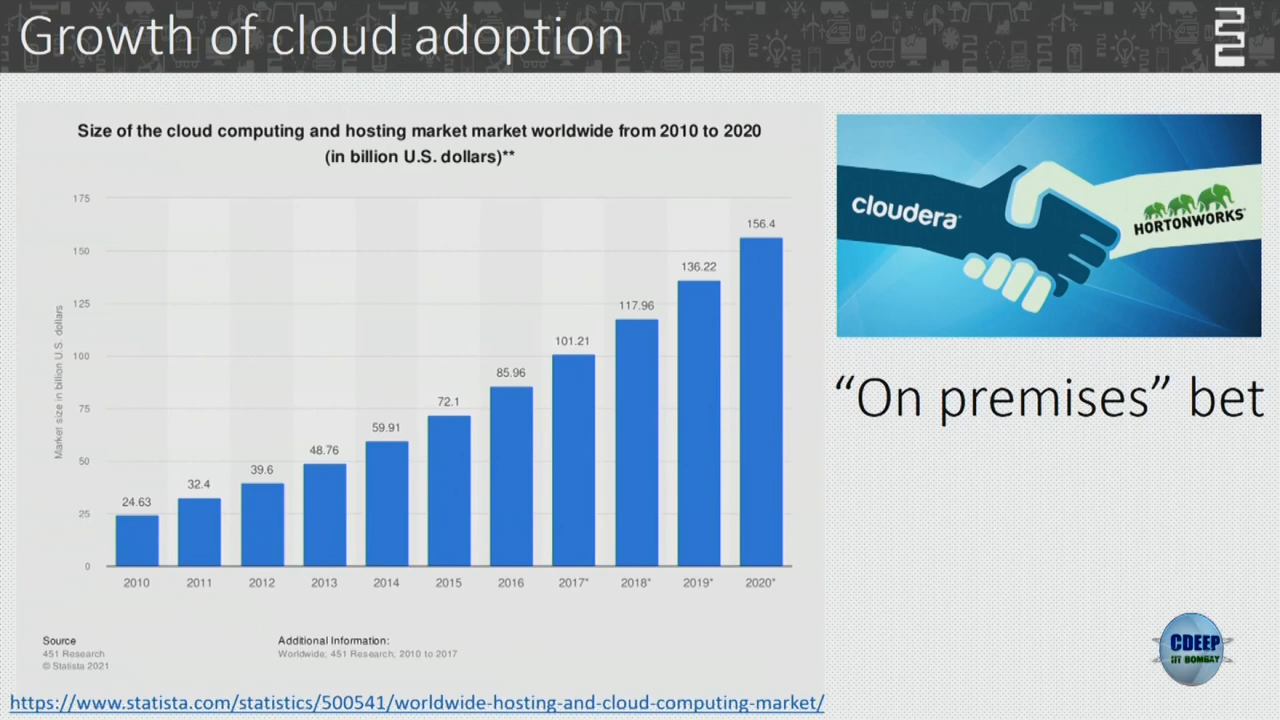 Growth of cloud adoption
Size of the cloud computing and hosting market market worldwide from 2010 to 2020
(in billion U.S. dollars)**
Market size in billion U.S. dollars
175
150
125
100
75
50
25
0
24.63
32.4
39.6
48.76
59.91
72.1
85.96
101.21
117.96
136.22
156.4
2010 2011 2012 2013 2014 2015 2016 2017* 2018* 2019* 2020*
Source
451 Research
© Statista 2021
Additional Information:
Worldwide; 451 Research; 2010 to 2017
https://www.statista.com/statistics/500541/worldwide-hosting-and-cloud-computing-market/
cloudera
HORTONWORKS
“On premises” bet
CDEEP
IIT BOMBAY